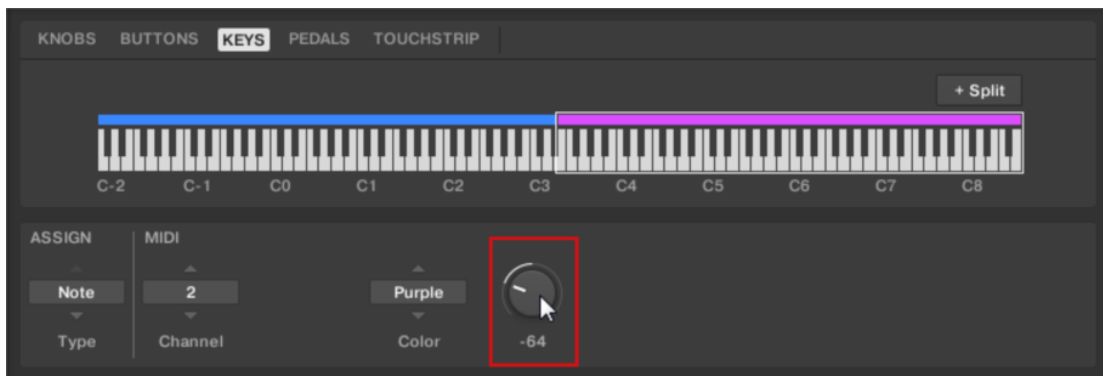 KNOBS BUTTONS KEYS PEDALS TOUCHSTRIP
+ Split
C-2 C-1 C0 C1 C2 C3 C4 C5 C6 C7 C8
ASSIGN MIDI
Note 2 Purple
Type Channel Color -64